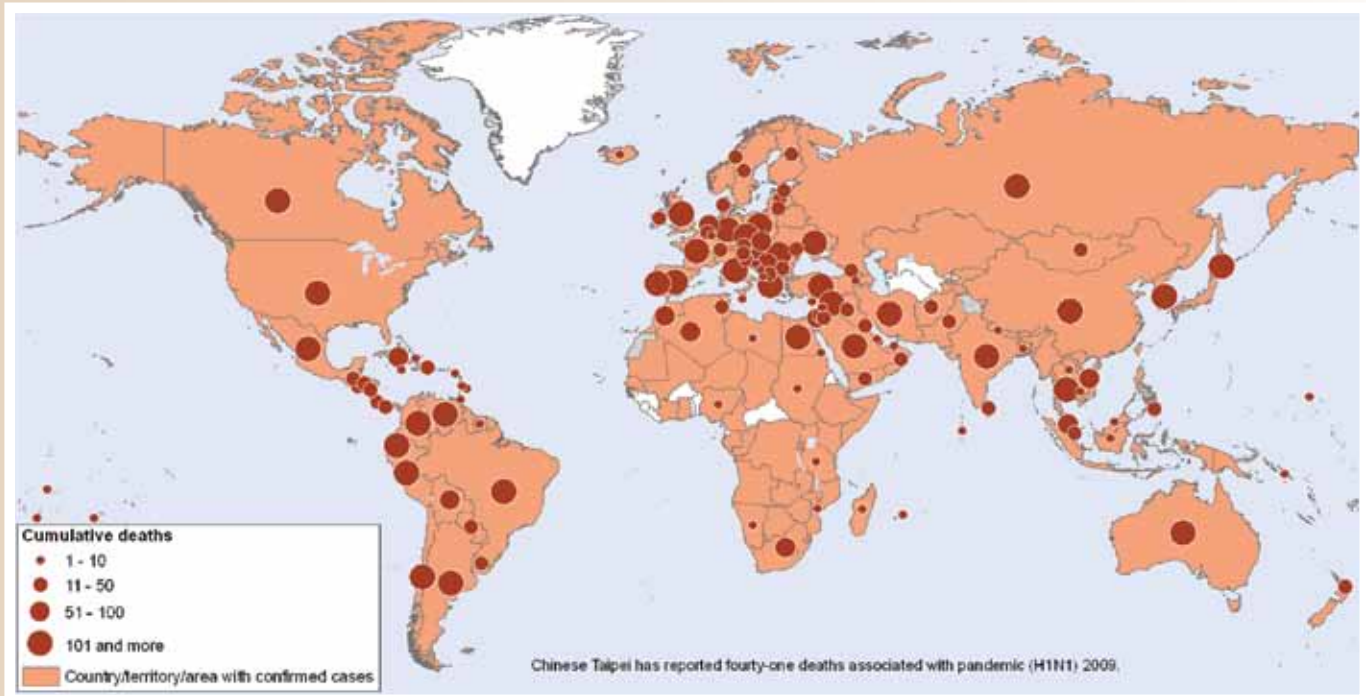 Cumulative deaths
1 - 10
11 - 50
51 - 100
101 and more
Country/territory/area with confirmed cases
Chinese Taipei has reported fourty-one deaths associated with pandemic (H1N1) 2009.